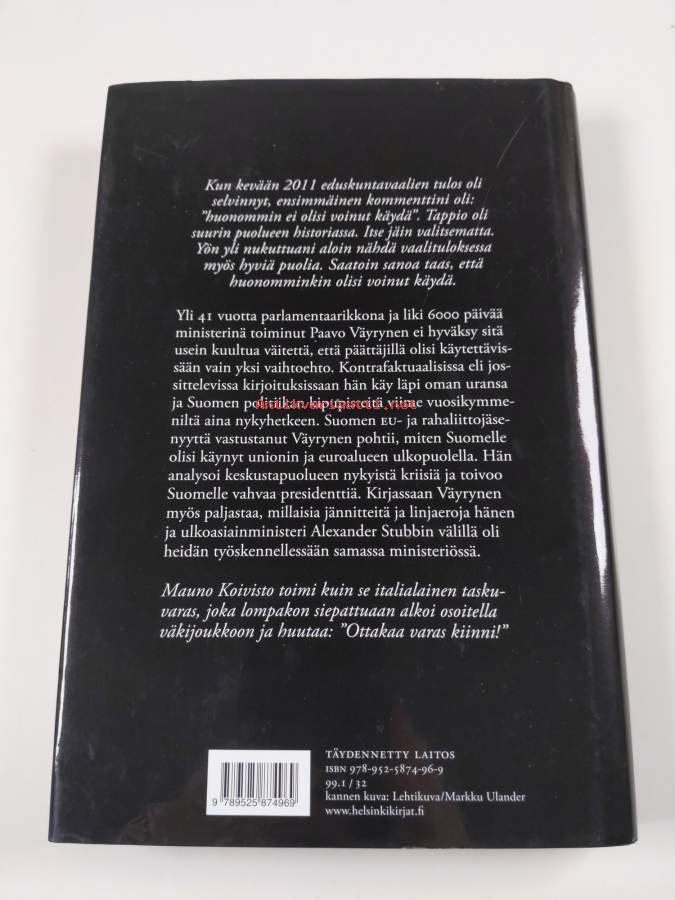 Kun kevään 2011 eduskuntavaalien tulos oli
selvinnyt, ensimmäinen kommenttini oli:
"huonommin ei olisi voinut käydä". Tappio oli
suurin puolueen historiassa. Itse jäin valitsematta.
Yön yli nukuttuani aloin nähdä vaalituloksessa
myös hyviä puolia. Saatoin sanoa taas, että
huonomminkin olisi voinut käydä.
Yli 41 vuotta parlamentaarikkona ja liki 6000 päivää
ministerinä toiminut Paavo Väyrynen ei hyväksy sitä
usein kuultua väitettä, että päättäjillä olisi käytettävis-
sään vain yksi vaihtoehto. Kontrafaktuaalisissa eli jos-
sittelevissa kirjoituksissaan hän käy läpi oman uransa
ja Suomen politiikan kipupisteitä viime vuosikymme-
niltä aina nykyhetkeen. Suomen EU- ja rahaliittojäse-
nyyttä vastustanut Väyrynen pohtii, miten Suomelle
olisi käynyt unionin ja euroalueen ulkopuolella. Hän
analysoi keskustapuolueen nykyistä kriisiä ja toivoo
Suomelle vahvaa presidenttiä. Kirjassaan Väyrynen
myös paljastaa, millaisia jännitteitä ja linjaeroja hänen
ja ulkoasiainministeri Alexander Stubbin välillä oli
heidän työskennellessään samassa ministeriössä.
Mauno Koivisto toimi kuin se italialainen tasku-
varas, joka lompakon siepattuaan alkoi osoitella
väkijoukkoon ja huutaa: "Ottakaa varas kiinni!"
TÄYDENNETTY LAITOS
ISBN 978-952-5874-96-9
99.1 / 32
kannen kuva: Lehtikuva/Markku Ulander
www.helsinkikirjat.fi
9 789525 874969